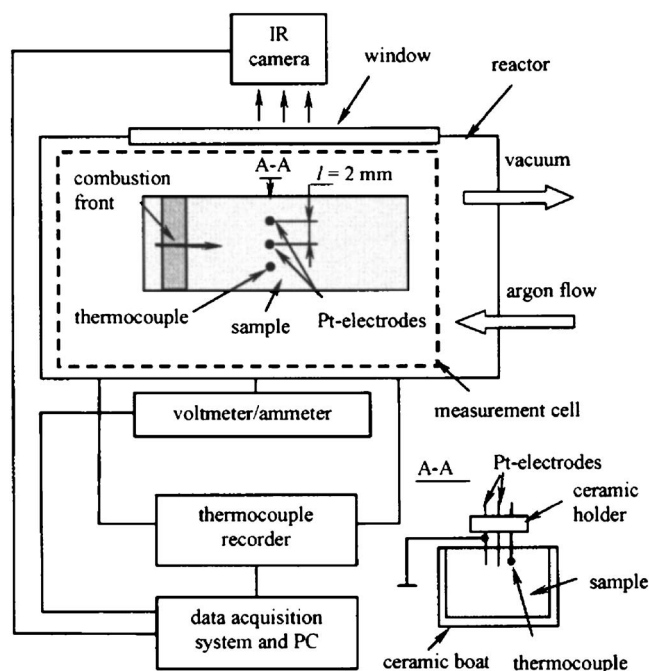 IR
camera
window
reactor
A-A
l = 2 mm
vacuum
combustion
front
thermocouple
sample
Pt-electrodes
argon flow
measurement cell
voltmeter/ammeter
A-A
Pt-electrodes
ceramic
holder
thermocouple
recorder
sample
data acquisition
system and PC
ceramic boat
thermocouple